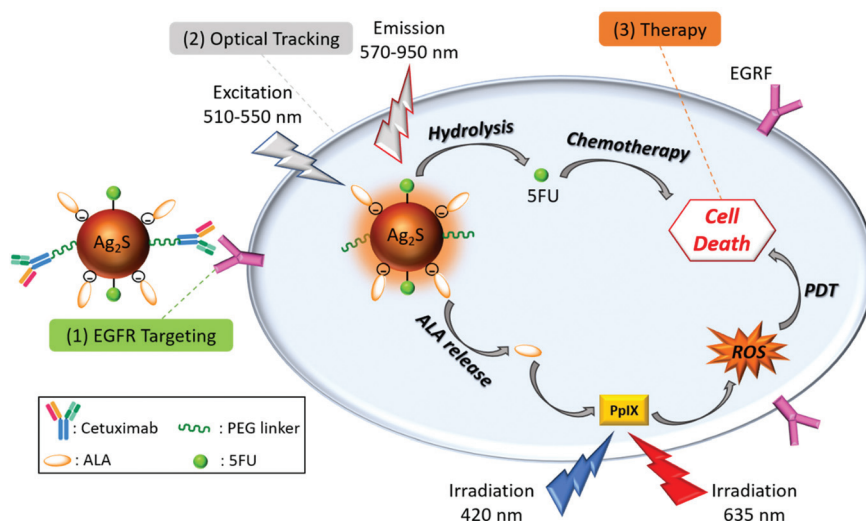 (2) Optical Tracking
Emission
570-950 nm
(3) Therapy
EGRF
Excitation
510-550 nm
Hydrolysis
Chemotherapy
5FU
Cell
Death
Ag₂S
Ag₂S
(1) EGFR Targeting
ALA release
PDT
ROS
PpIX
: Cetuximab
: PEG linker
: ALA
: 5FU
Irradiation
420 nm
Irradiation
635 nm